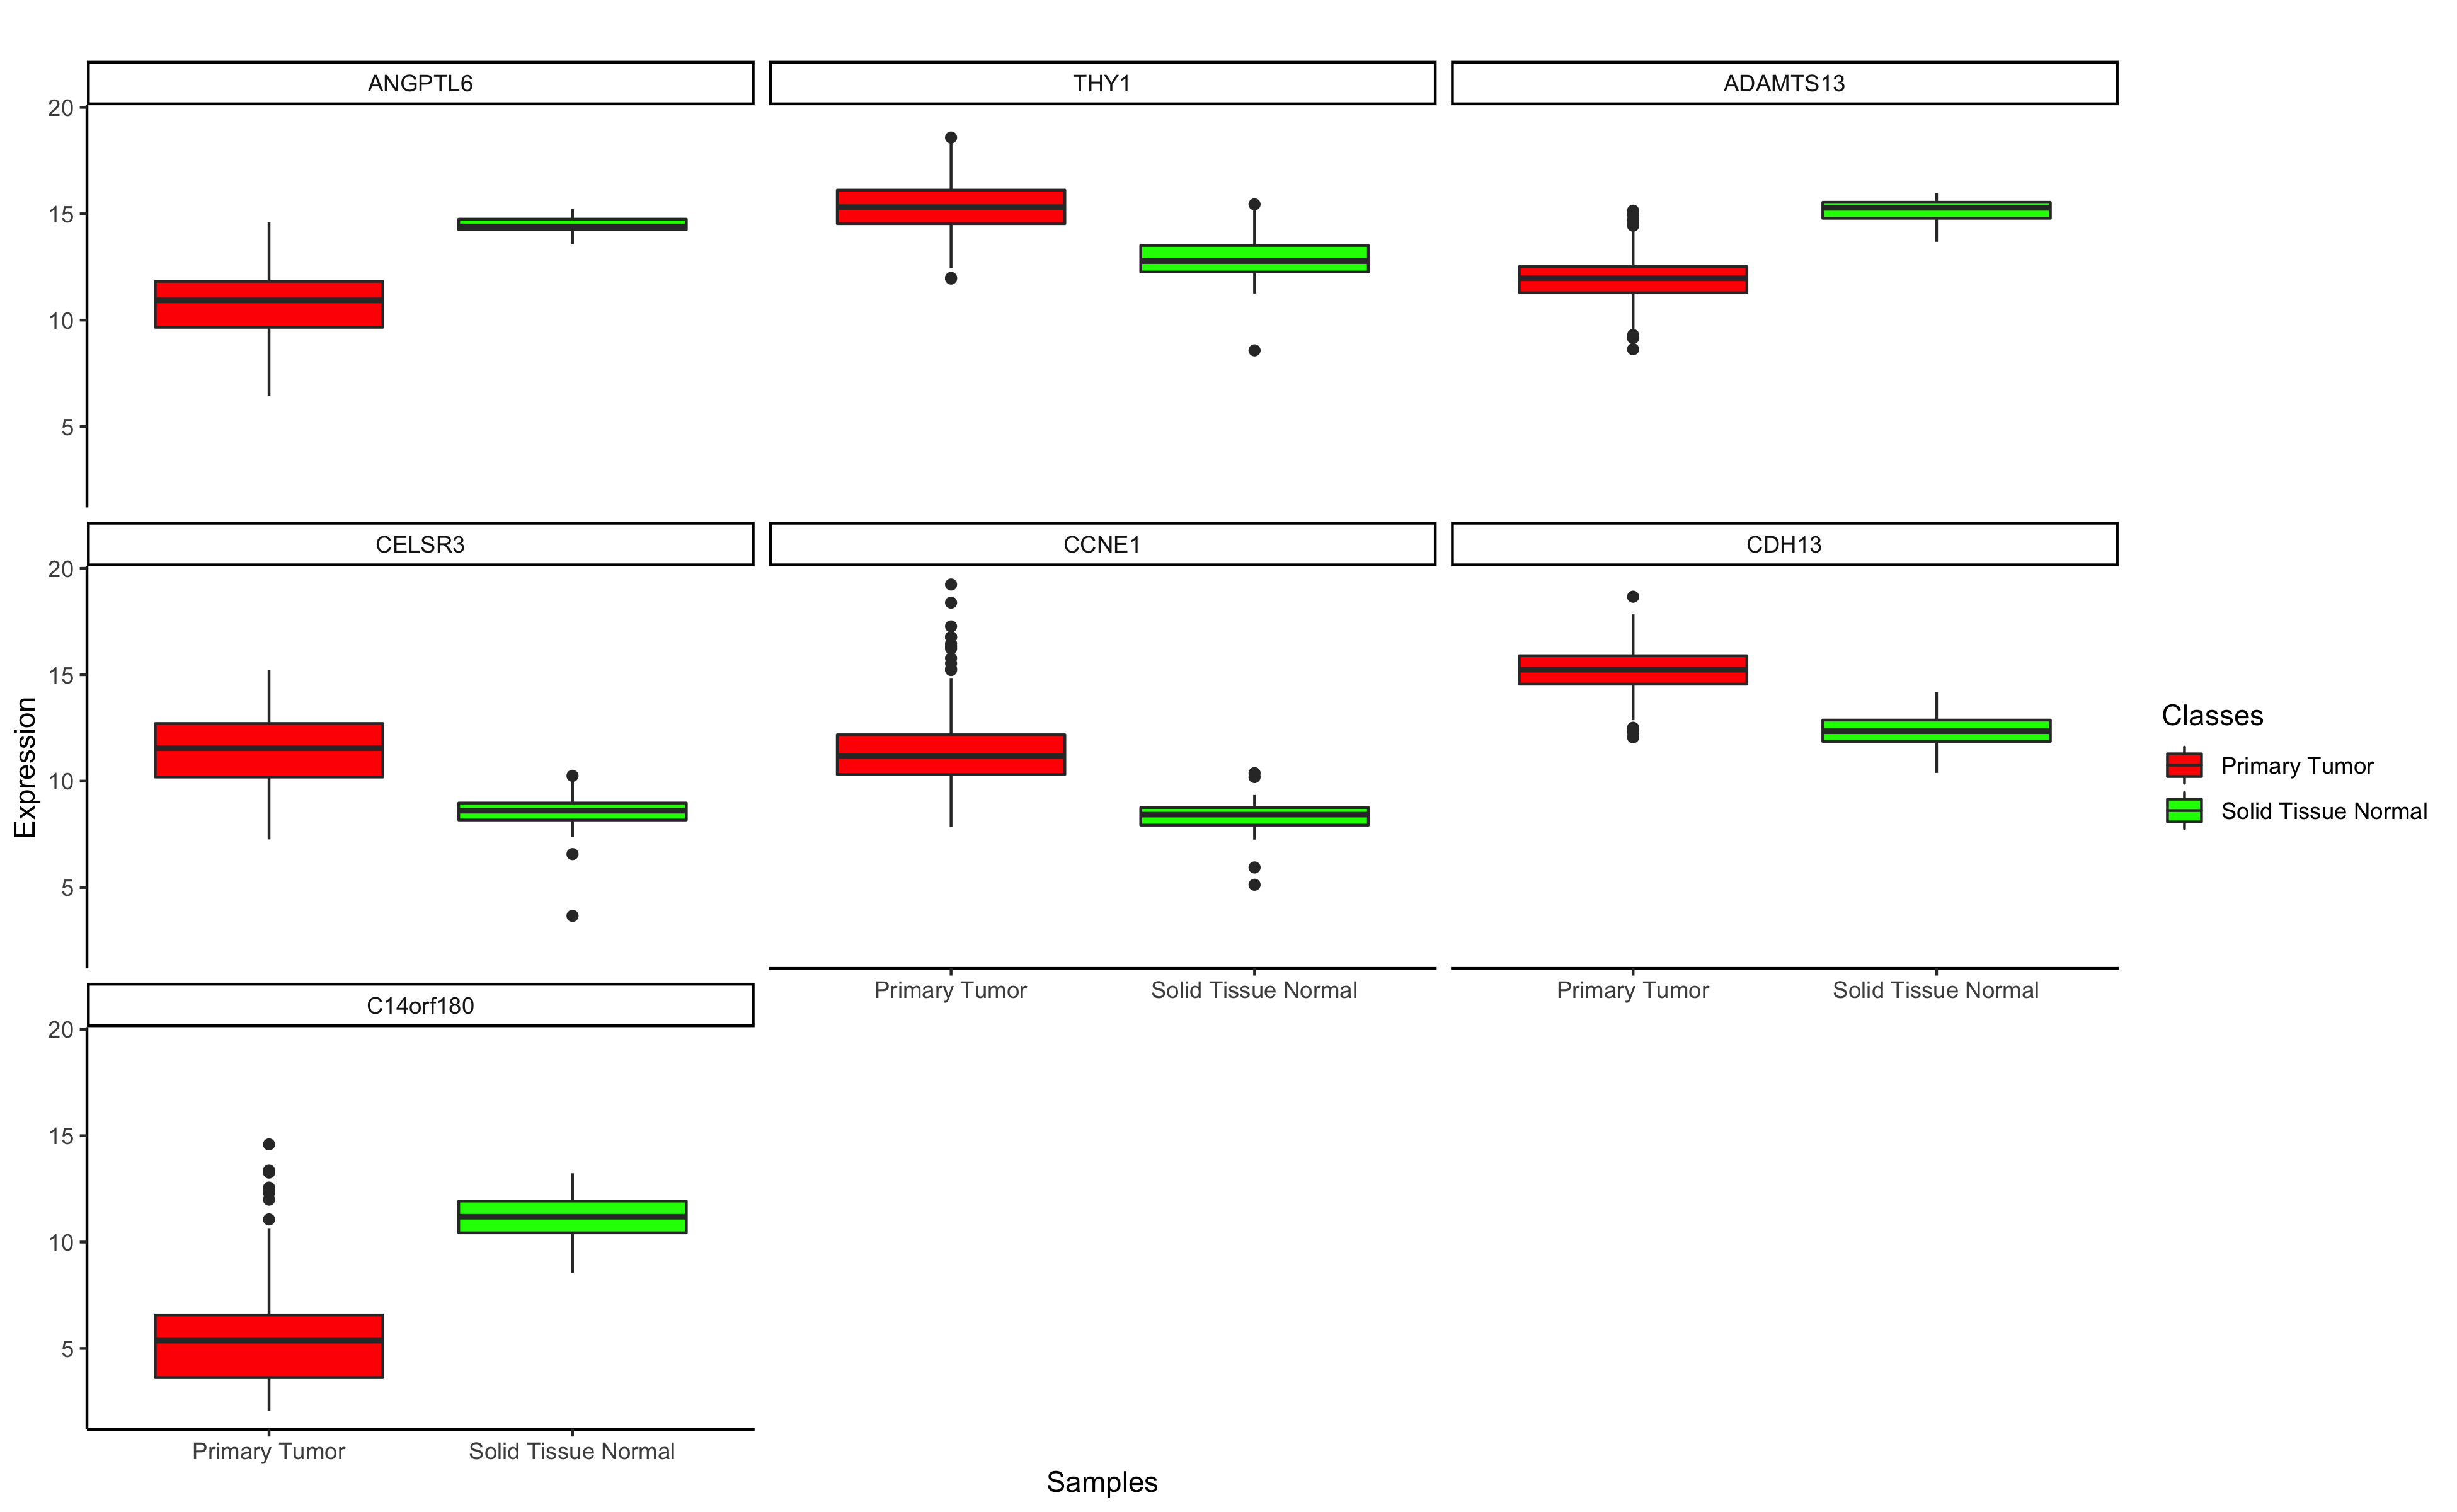 ANGPTL6
THY1
ADAMTS13
20
15
10
5
CELSR3
CCNE1
CDH13
20
15
10
5
Expression
Primary Tumor
Solid Tissue Normal
Primary Tumor
Solid Tissue Normal
C14orf180
20
15
10
5
Primary Tumor
Solid Tissue Normal
Samples
Classes
Primary Tumor
Solid Tissue Normal